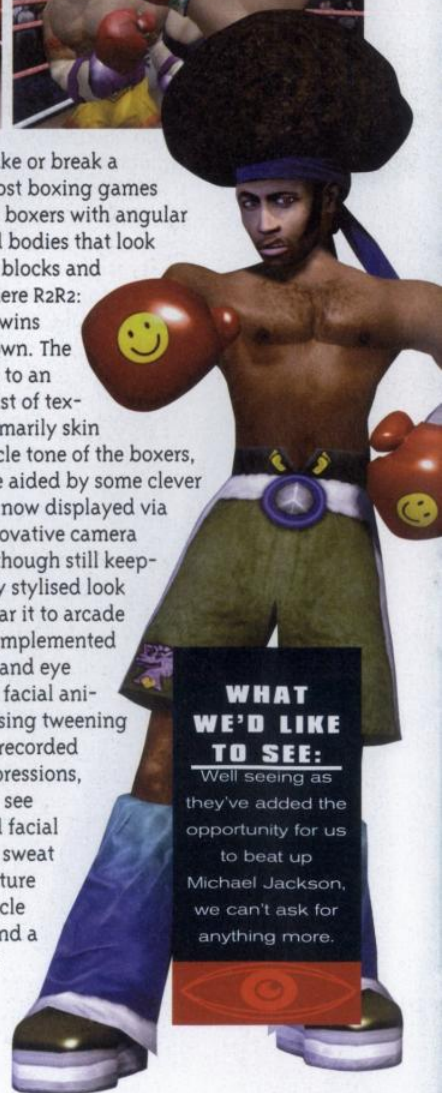 ke or break a
ost boxing games
boxers with angular
bodies that look
blocks and
ere R2R2:
wins
wn. The
to an
st of tex-
marily skin
cle tone of the boxers,
e aided by some clever
now displayed via
ovative camera
though still keep-
y stylised look
ar it to arcade
mplemented
and eye
facial ani-
sing tweening
recorded
pressions,
see
d facial
sweat
ture
cle
nd a
WHAT
WE'D LIKE
TO SEE:
Well seeing as
they've added the
opportunity for us
to beat up
Michael Jackson,
we can't ask for
anything more.